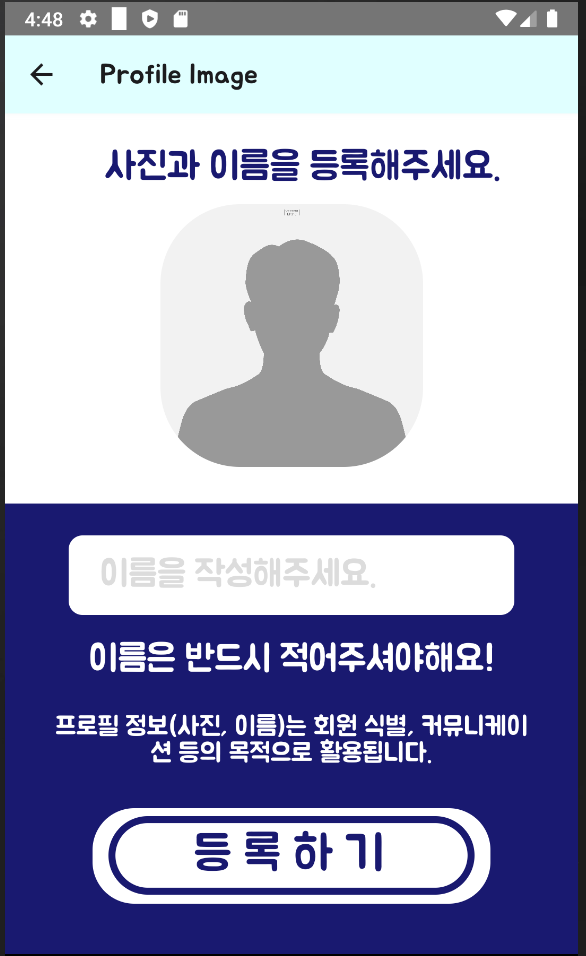 4:48
Profile Image
사진과 이름을 등록해주세요.
이름을 작성해주세요.
이름은 반드시 적어주셔야해요!
프로필 정보(사진, 이름)는 회원 식별, 커뮤니케이
션 등의 목적으로 활용됩니다.
등록하기